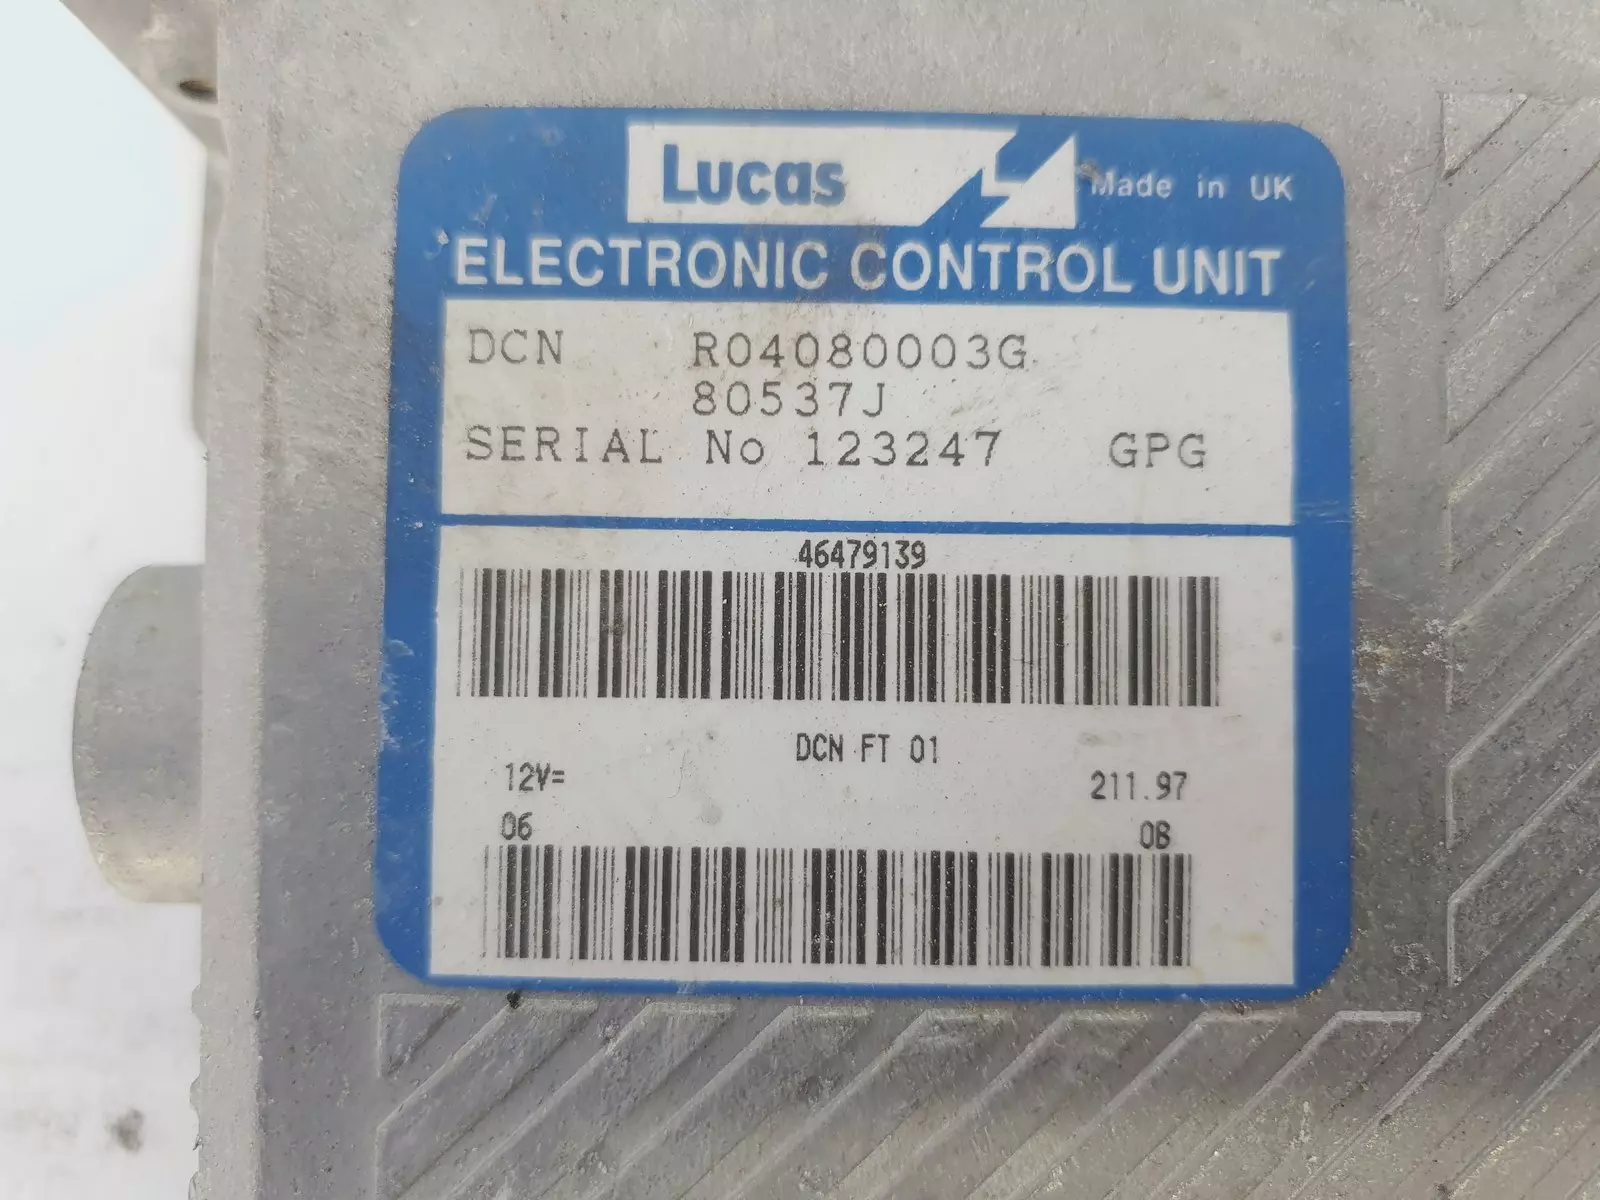 Lucas Made in UK
ELECTRONIC CONTROL UNIT
DCN R04080003G
80537J
SERIAL No 123247 GPG
46479139
DCN FT 01
12V= 211.97
06 08